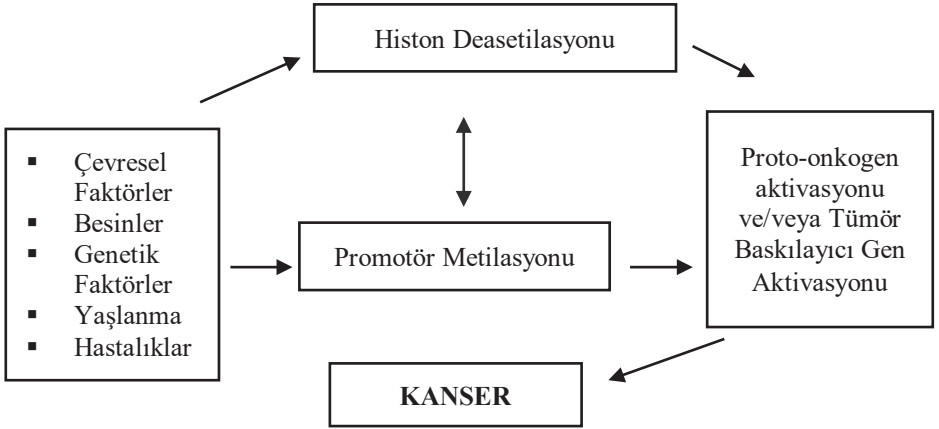 Histon Deasetilasyonu
▪ Çevresel
Faktörler
▪ Besinler
▪ Genetik
Faktörler
▪ Yaşlanma
▪ Hastalıklar
Promotör Metilasyonu
Proto-onkogen
aktivasyonu
ve/veya Tümör
Baskılayıcı Gen
Aktivasyonu
KANSER